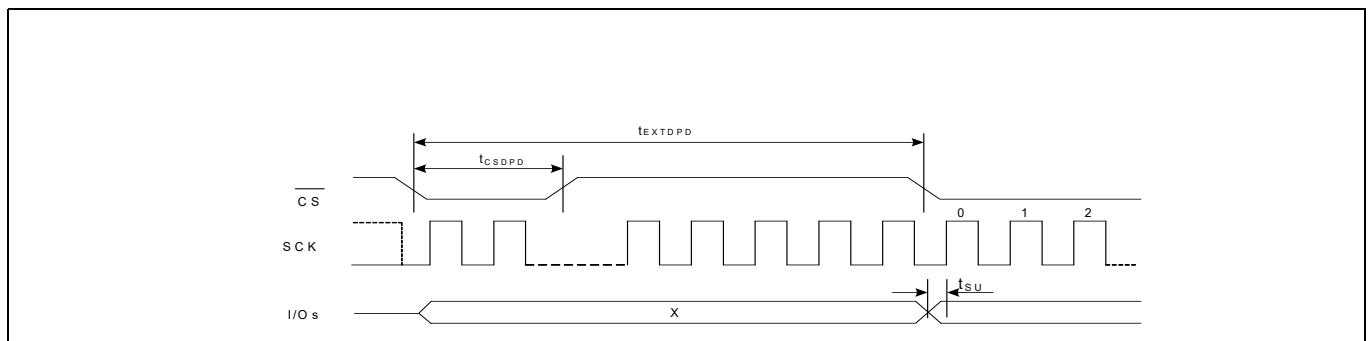 tEXTDPD
tCSDPD
CS
0 1 2
SCK
tSU
I/Os
X